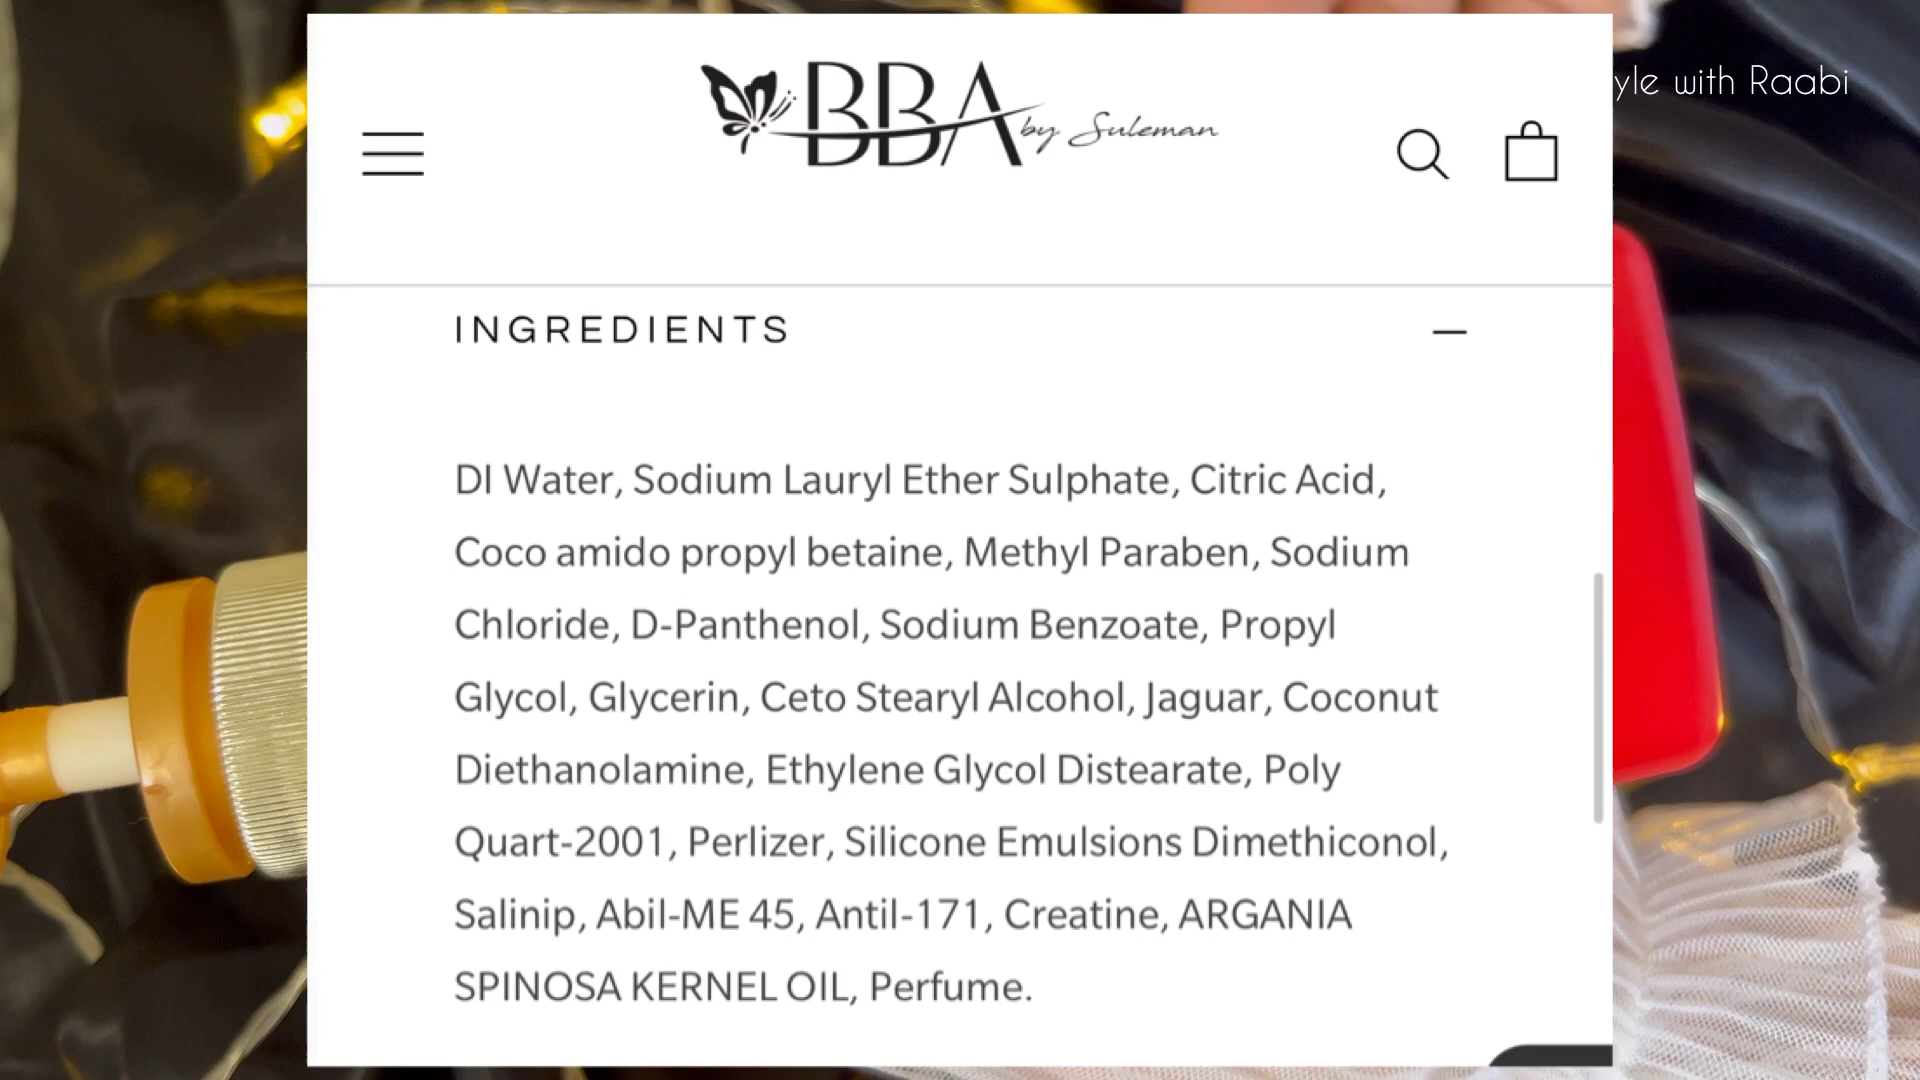 BBA by Suleman
yle with Raabi
INGREDIENTS
DI Water, Sodium Lauryl Ether Sulphate, Citric Acid,
Coco amido propyl betaine, Methyl Paraben, Sodium
Chloride, D-Panthenol, Sodium Benzoate, Propyl
Glycol, Glycerin, Ceto Stearyl Alcohol, Jaguar, Coconut
Diethanolamine, Ethylene Glycol Distearate, Poly
Quart-2001, Perlizer, Silicone Emulsions Dimethiconol,
Salinip, Abil-ME 45, Antil-171, Creatine, ARGANIA
SPINOSA KERNEL OIL, Perfume.